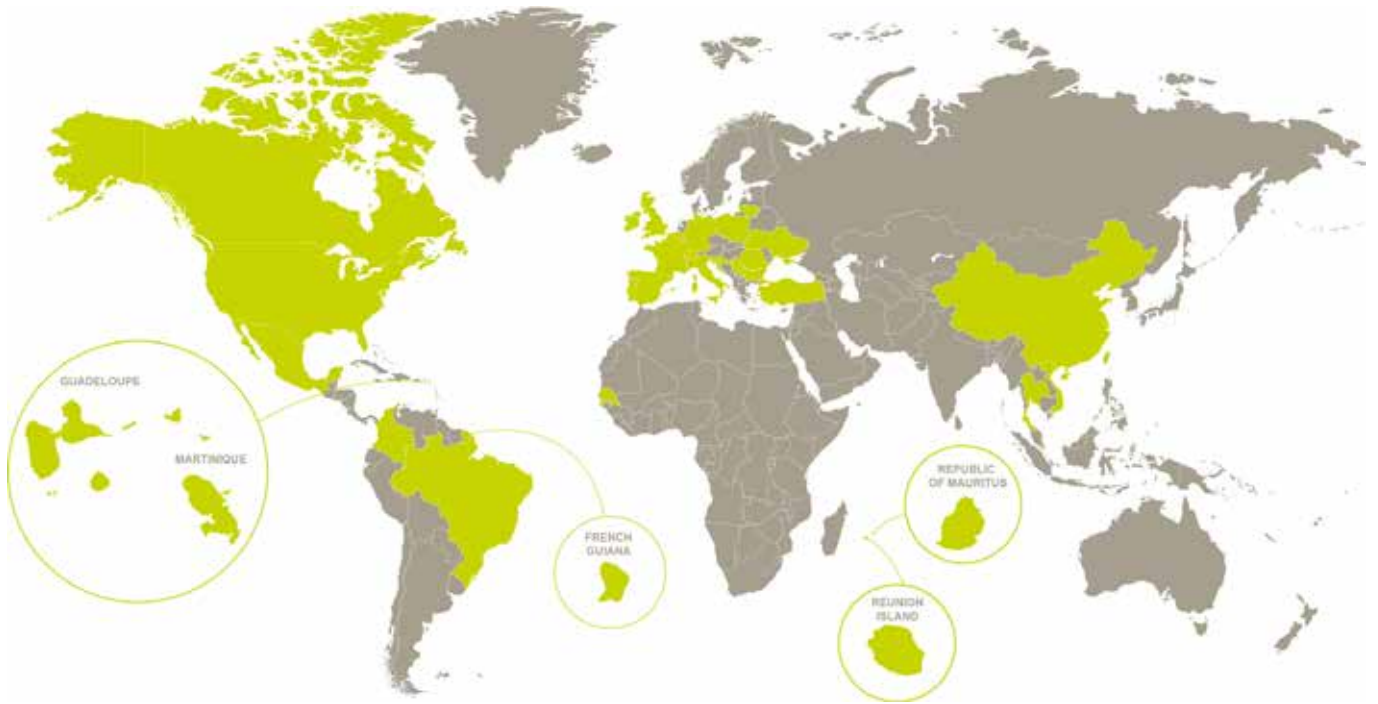 GUADELOUPE
MARTINIQUE
FRENCH
GUIANA
REPUBLIC
OF MAURITUS
REUNION
ISLAND